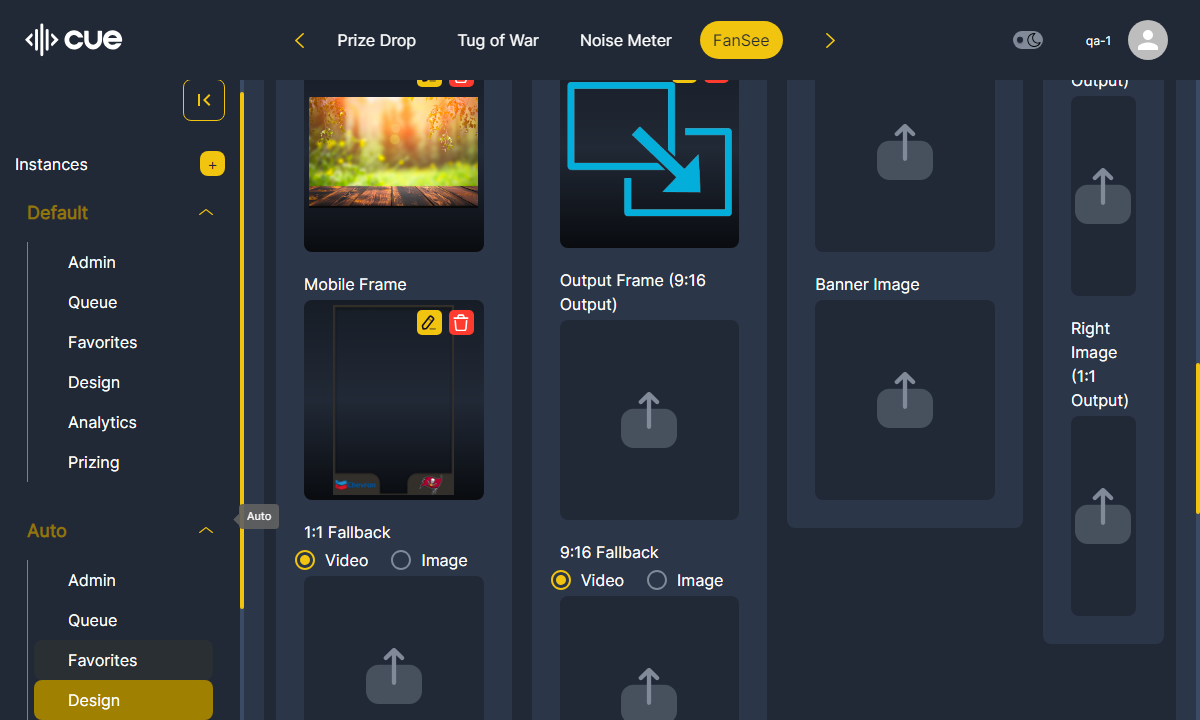 cue
Prize Drop
Tug of War
Noise Meter
FanSee
qa-1
Instances
+
Default
Admin
Queue
Favorites
Design
Analytics
Prizing
Auto
Auto
Admin
Queue
Favorites
Design
Mobile Frame
1:1 Fallback
Video
Image
Output Frame (9:16
Output)
9:16 Fallback
Video
Image
Banner Image
Output)
Right
Image
(1:1
Output)